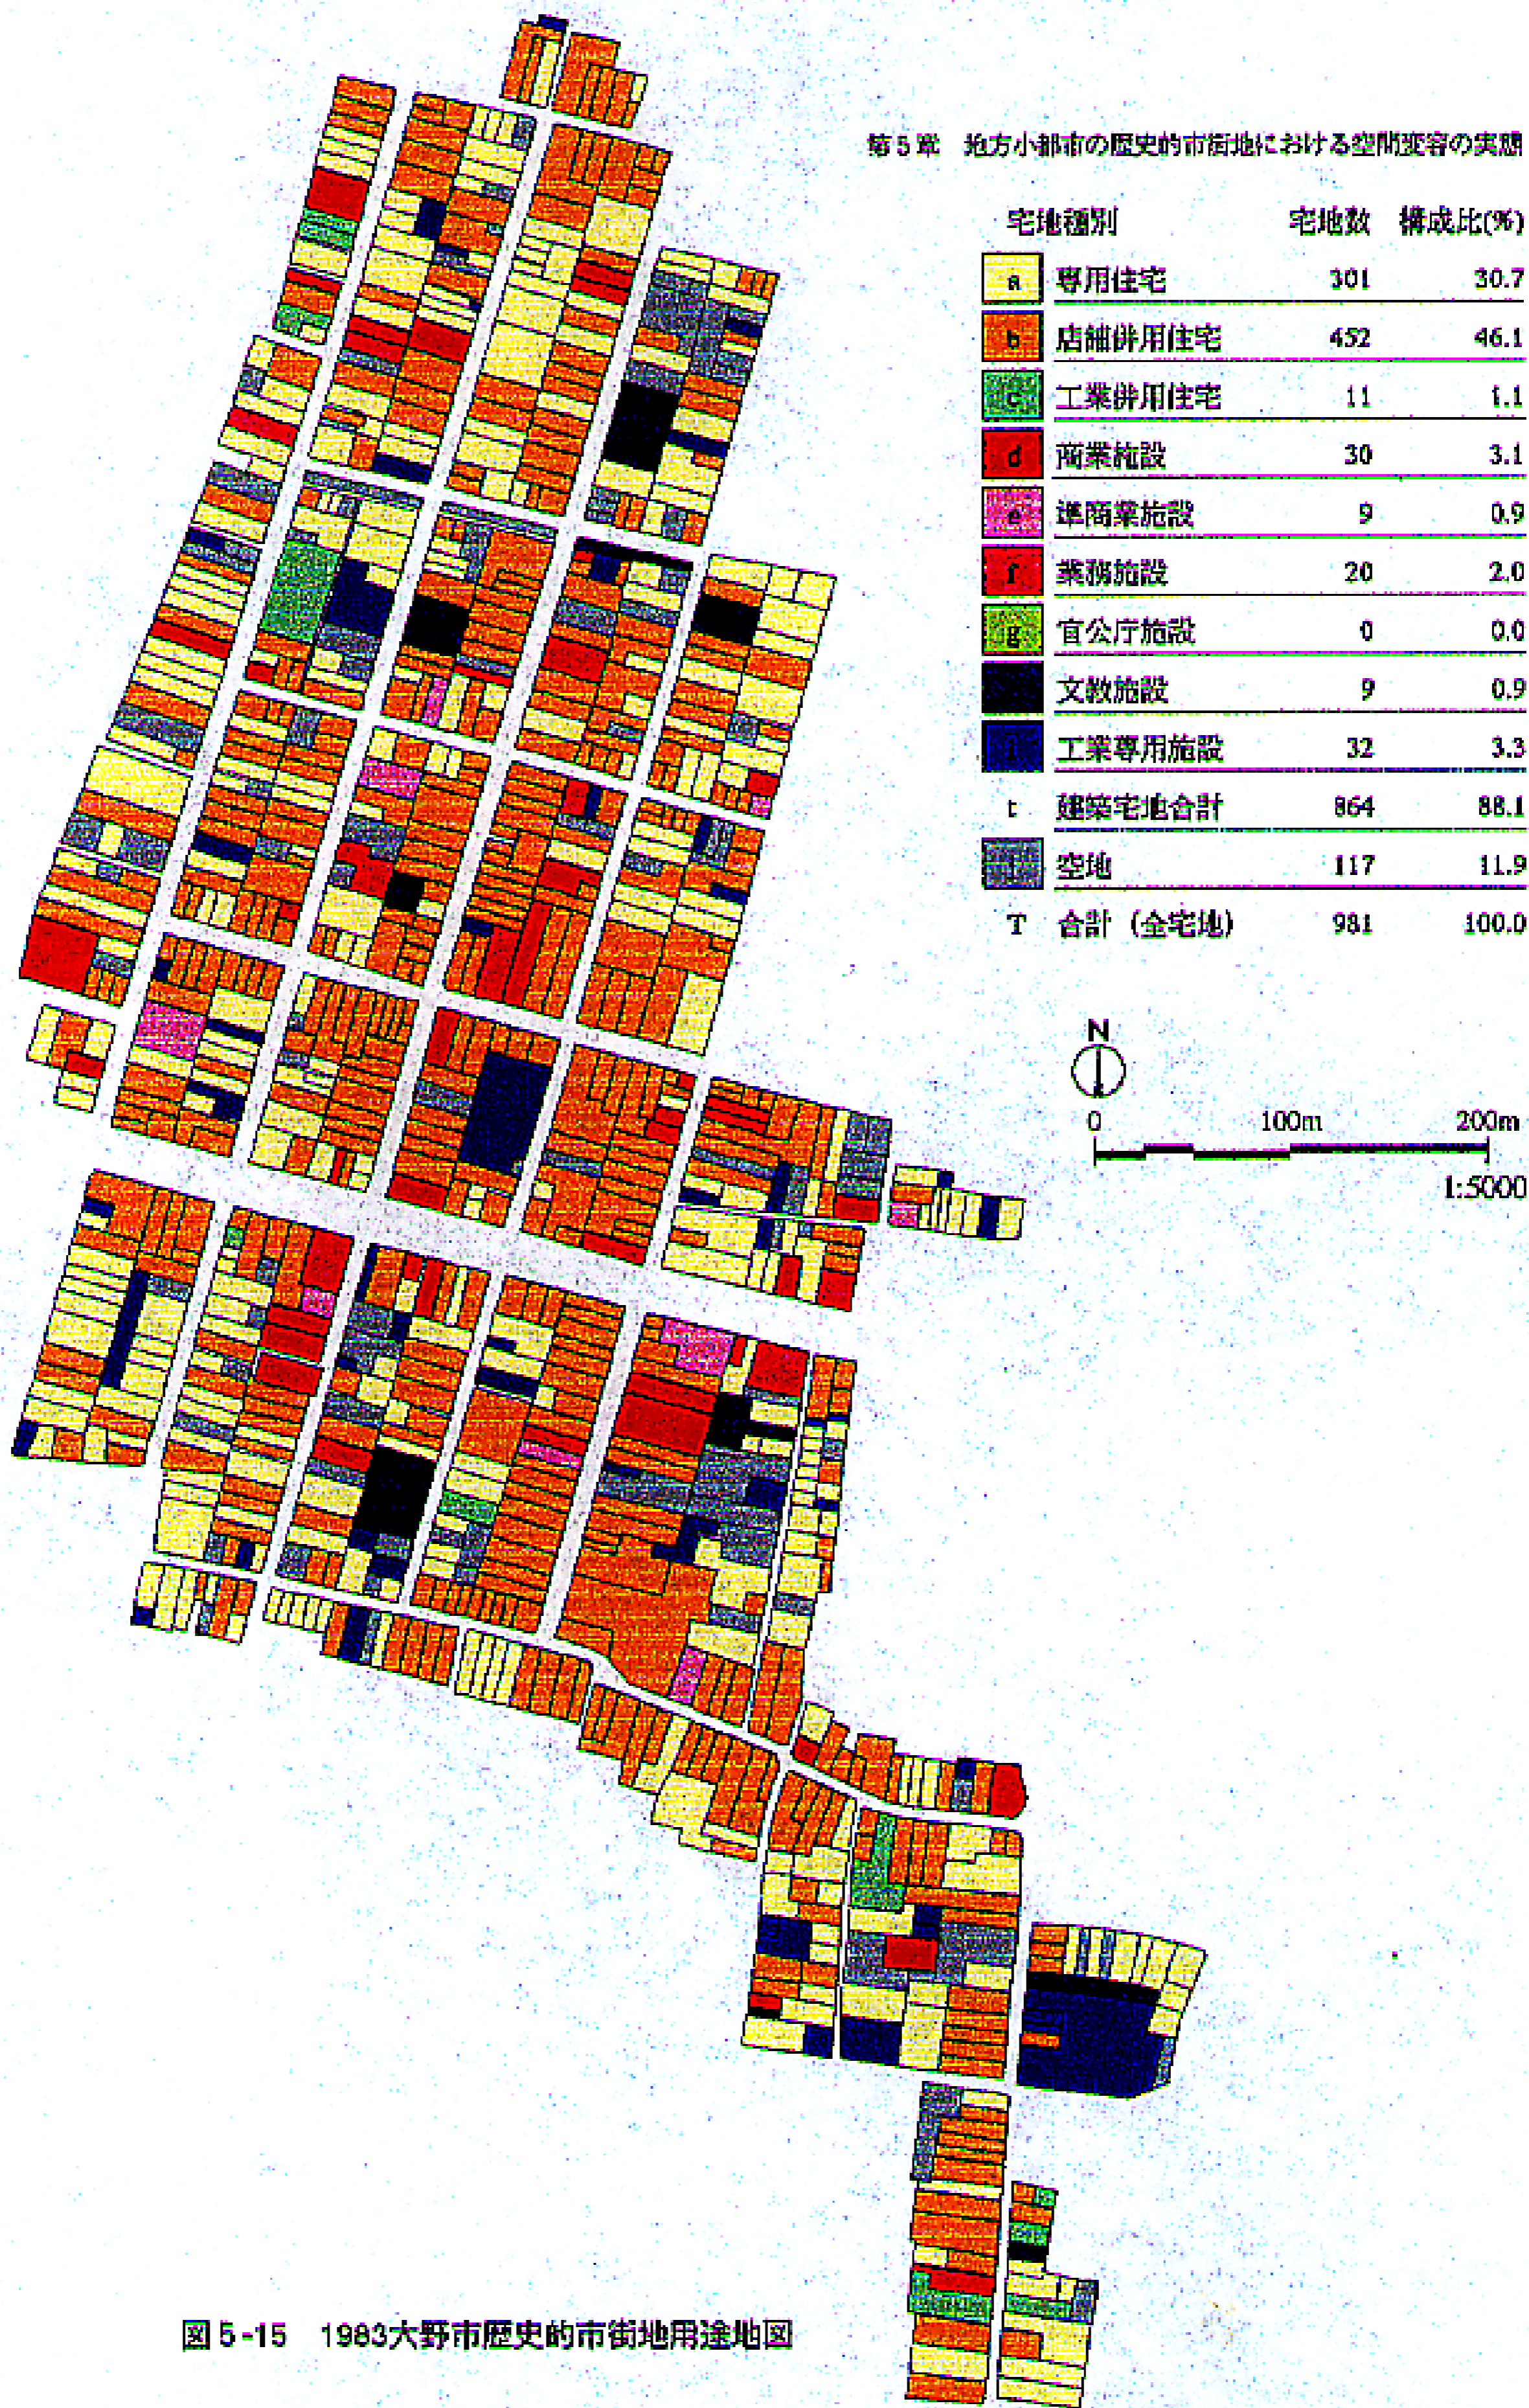 第5章 地方小都市の歴史的市街地における空間変容の実態
宅地種別 宅地数 構成比(%)
a 専用住宅 301 30.7
b 店舗併用住宅 452 46.1
c 工業併用住宅 11 1.1
d 商業施設 30 3.1
e 準商業施設 9 0.9
f 業務施設 20 2.0
g 官公庁施設 0 0.0
文教施設 9 0.9
i 工業専用施設 32 3.3
t 建築宅地合計 864 88.1
j 空地 117 11.9
T 合計（全宅地） 981 100.0
N
0 100m 200m
1:5000
図5-15 1983大野市歴史的市街地用途地図